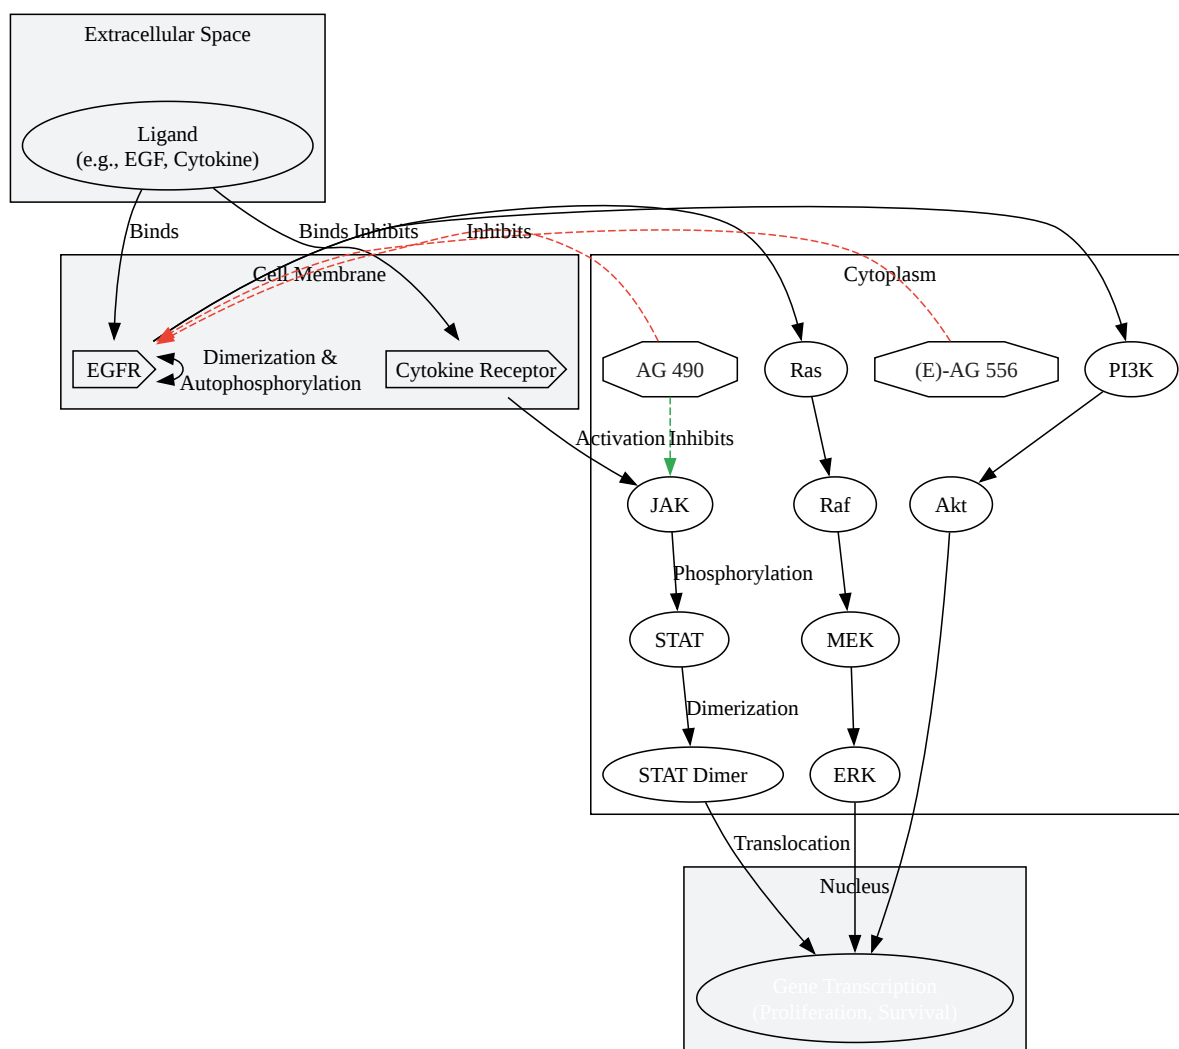 Extracellular Space
Ligand
(e.g., EGF, Cytokine)
Binds
Binds
Inhibits
Inhibits
Cell Membrane
Cytoplasm
EGFR
Dimerization &
Autophosphorylation
Cytokine Receptor
AG 490
Ras
(E)-AG 556
PI3K
Activation
Inhibits
JAK
Raf
Akt
Phosphorylation
STAT
MEK
Dimerization
STAT Dimer
ERK
Translocation
Nucleus
Gene Transcription
(Proliferation, Survival)